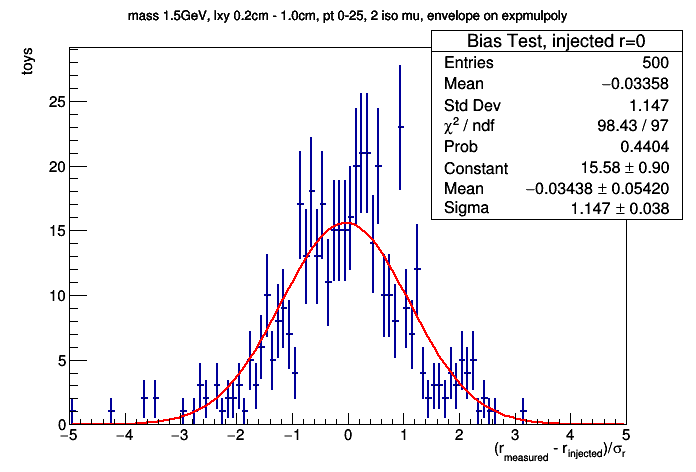 mass 1.5GeV, lxy 0.2cm - 1.0cm, pt 0-25, 2 iso mu, envelope on expmulpoly
Bias Test, injected r=0
Entries 500
Mean −0.03358
Std Dev 1.147
χ² / ndf 98.43 / 97
Prob 0.4404
Constant 15.58 ± 0.90
Mean −0.03438 ± 0.05420
Sigma 1.147 ± 0.038
toys
25
20
15
10
5
0
−5 −4 −3 −2 −1 0 1 2 3 4 5
(r_measured - r_injected)/σ_r